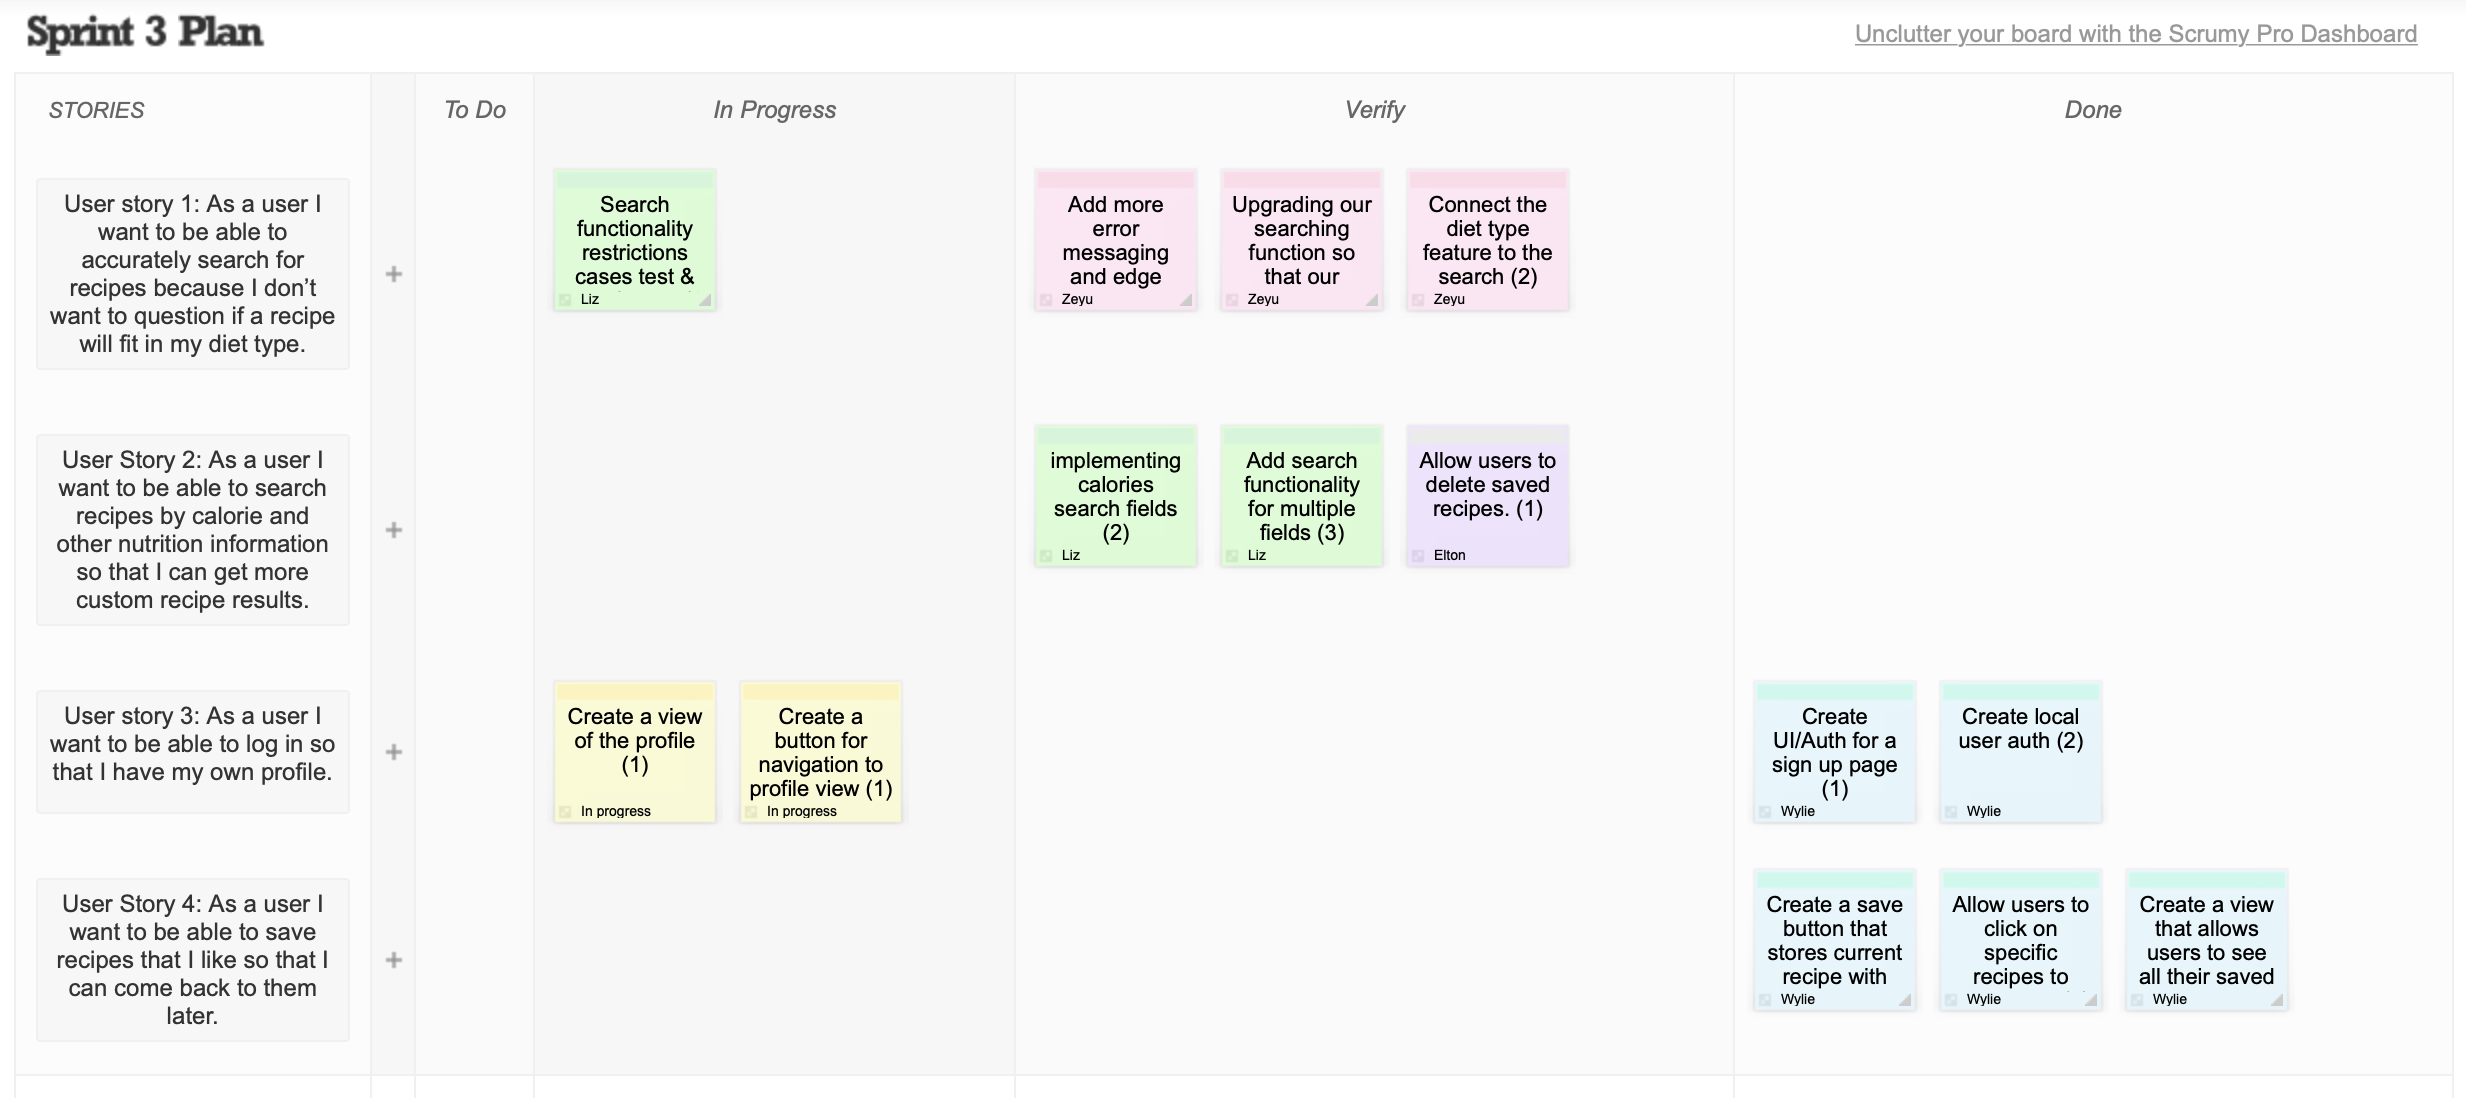 Sprint 3 Plan
Unclutter your board with the Scrumy Pro Dashboard
STORIES
To Do
In Progress
Verify
Done
User story 1: As a user I
want to be able to
accurately search for
recipes because I don’t
want to question if a recipe
will fit in my diet type.
+
Search
functionality
restrictions
cases test &
Liz
Add more
error
messaging
and edge
Zeyu
Upgrading our
searching
function so
that our
Zeyu
Connect the
diet type
feature to the
search (2)
Zeyu
User Story 2: As a user I
want to be able to search
recipes by calorie and
other nutrition information
so that I can get more
custom recipe results.
+
implementing
calories
search fields
(2)
Liz
Add search
functionality
for multiple
fields (3)
Liz
Allow users to
delete saved
recipes. (1)
Elton
User story 3: As a user I
want to be able to log in so
that I have my own profile.
+
Create a view
of the profile
(1)
In progress
Create a
button for
navigation to
profile view (1)
In progress
Create
UI/Auth for a
sign up page
(1)
Wylie
Create local
user auth (2)
Wylie
User Story 4: As a user I
want to be able to save
recipes that I like so that I
can come back to them
later.
+
Create a save
button that
stores current
recipe with
Wylie
Allow users to
click on
specific
recipes to
Wylie
Create a view
that allows
users to see
all their saved
Wylie